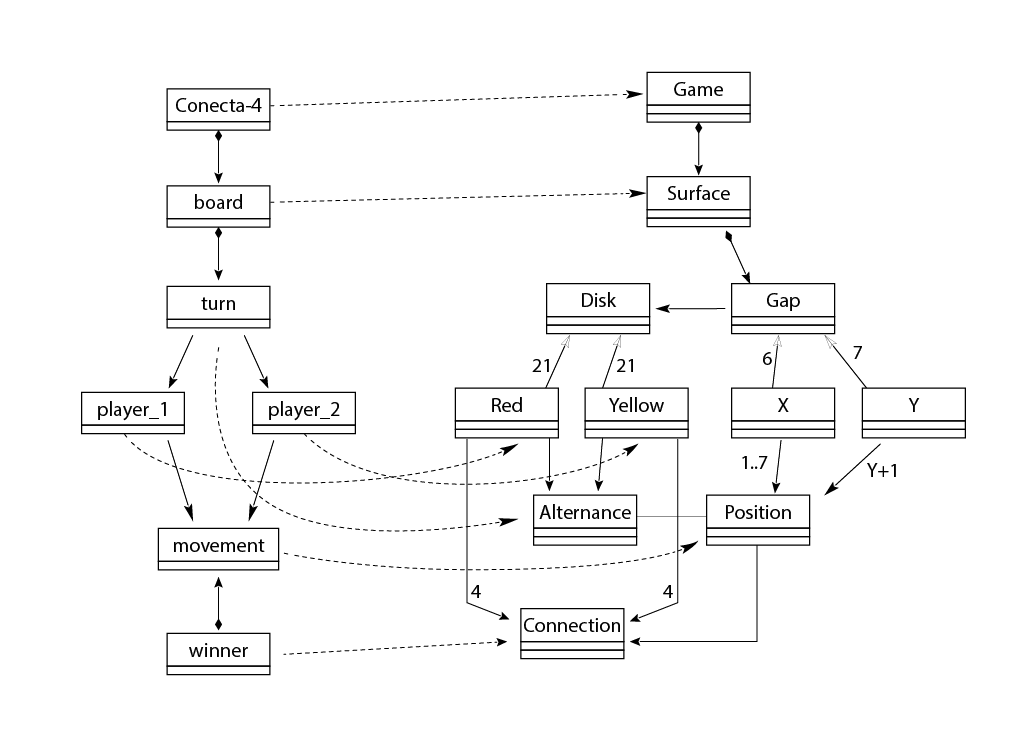 Game
Conecta-4
Surface
board
Disk
Gap
turn
21
21
6
7
player_1
player_2
Red
Yellow
X
Y
1..7
Y+1
Alternance
Position
movement
4
4
Connection
winner